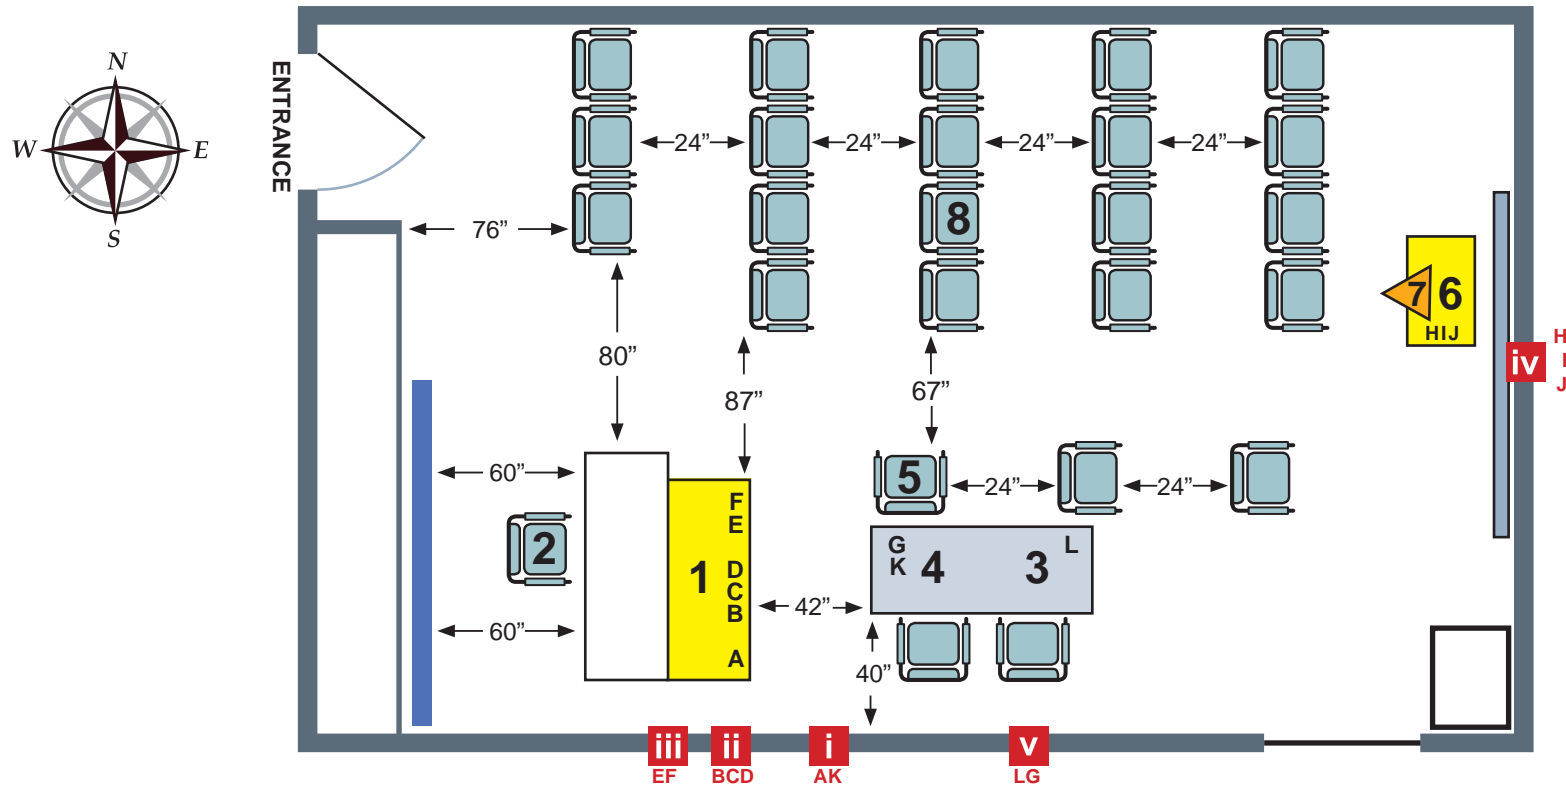 N
W E
S
ENTRANCE
24” 24” 24” 24”
76”
8
7 6
HIJ
iv
H
I
J
80”
87”
67”
60”
5
24” 24”
2
F
E
D
C
B
A
1
G
K
4
3
L
42”
60”
40”
iii
EF
ii
BCD
i
AK
v
LG